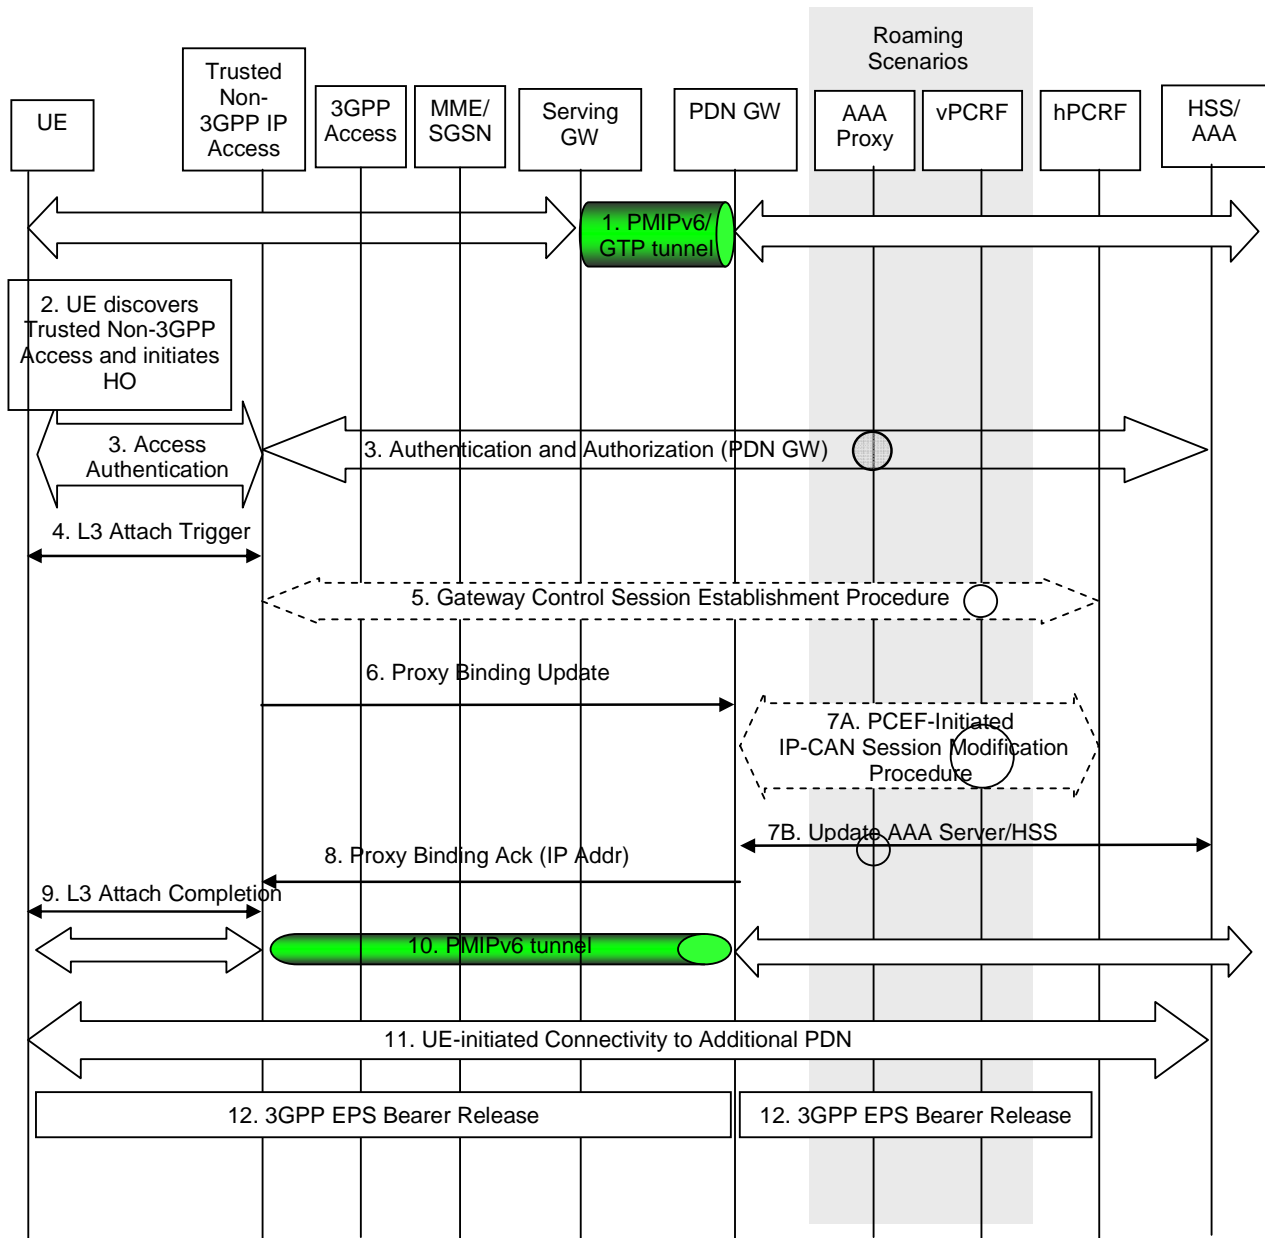 Roaming
Scenarios
UE
Trusted
Non-
3GPP IP
Access
3GPP
Access
MME/
SGSN
Serving
GW
PDN GW
AAA
Proxy
vPCRF
hPCRF
HSS/
AAA
1. PMIPv6/
GTP tunnel
2. UE discovers
Trusted Non-3GPP
Access and initiates
HO
3. Access
Authentication
3. Authentication and Authorization (PDN GW)
4. L3 Attach Trigger
5. Gateway Control Session Establishment Procedure
6. Proxy Binding Update
7A. PCEF-Initiated
IP-CAN Session Modification
Procedure
7B. Update AAA Server/HSS
8. Proxy Binding Ack (IP Addr)
9. L3 Attach Completion
10. PMIPv6 tunnel
11. UE-initiated Connectivity to Additional PDN
12. 3GPP EPS Bearer Release
12. 3GPP EPS Bearer Release